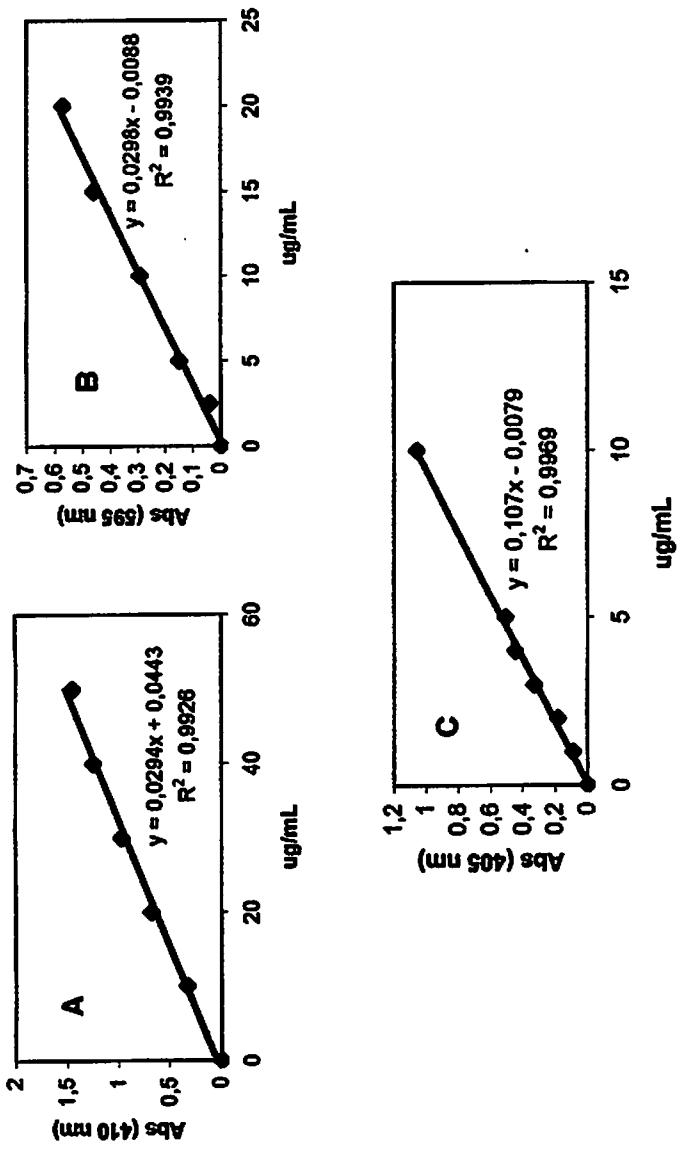 A
2
1,5
1
0,5
0
Abs (410 nm)
y = 0,0294x + 0,0443
R² = 0,9926
0
20
40
60
ug/mL
B
0,7
0,6
0,5
0,4
0,3
0,2
0,1
0
Abs (595 nm)
y = 0,0298x - 0,0088
R² = 0,9939
0
5
10
15
20
25
ug/mL
C
1,2
1
0,8
0,6
0,4
0,2
0
Abs (405 nm)
y = 0,107x - 0,0079
R² = 0,9969
0
5
10
15
ug/mL